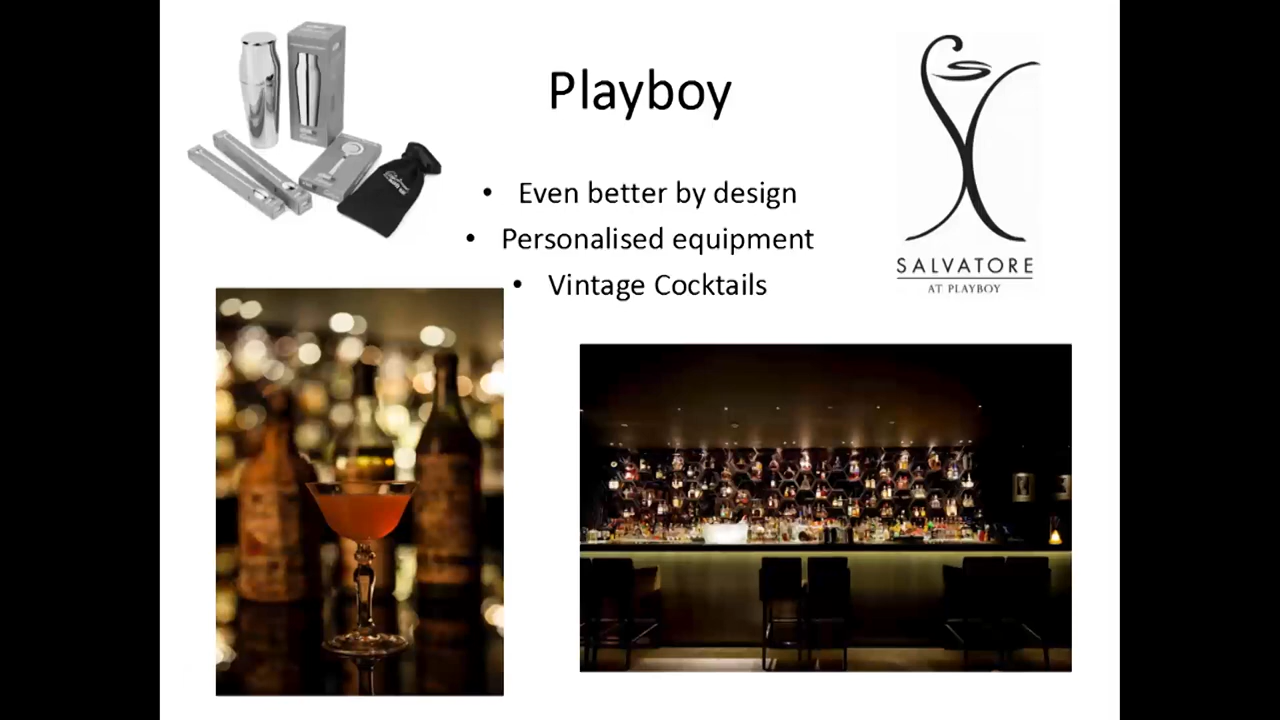 Playboy
• Even better by design
• Personalised equipment
• Vintage Cocktails
SALVATORE
AT PLAYBOY